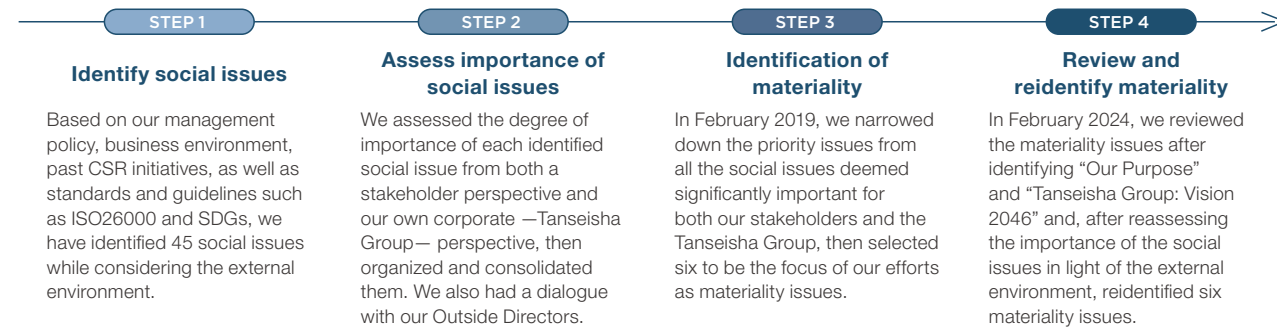 STEP 1
Identify social issues
Based on our management
policy, business environment,
past CSR initiatives, as well as
standards and guidelines such
as ISO26000 and SDGs, we
have identified 45 social issues
while considering the external
environment.
STEP 2
Assess importance of
social issues
We assessed the degree of
importance of each identified
social issue from both a
stakeholder perspective and
our own corporate —Tanseisha
Group— perspective, then
organized and consolidated
them. We also had a dialogue
with our Outside Directors.
STEP 3
Identification of
materiality
In February 2019, we narrowed
down the priority issues from
all the social issues deemed
significantly important for
both our stakeholders and the
Tanseisha Group, then selected
six to be the focus of our efforts
as materiality issues.
STEP 4
Review and
reidentify materiality
In February 2024, we reviewed
the materiality issues after
identifying “Our Purpose”
and “Tanseisha Group: Vision
2046” and, after reassessing
the importance of the social
issues in light of the external
environment, reidentified six
materiality issues.